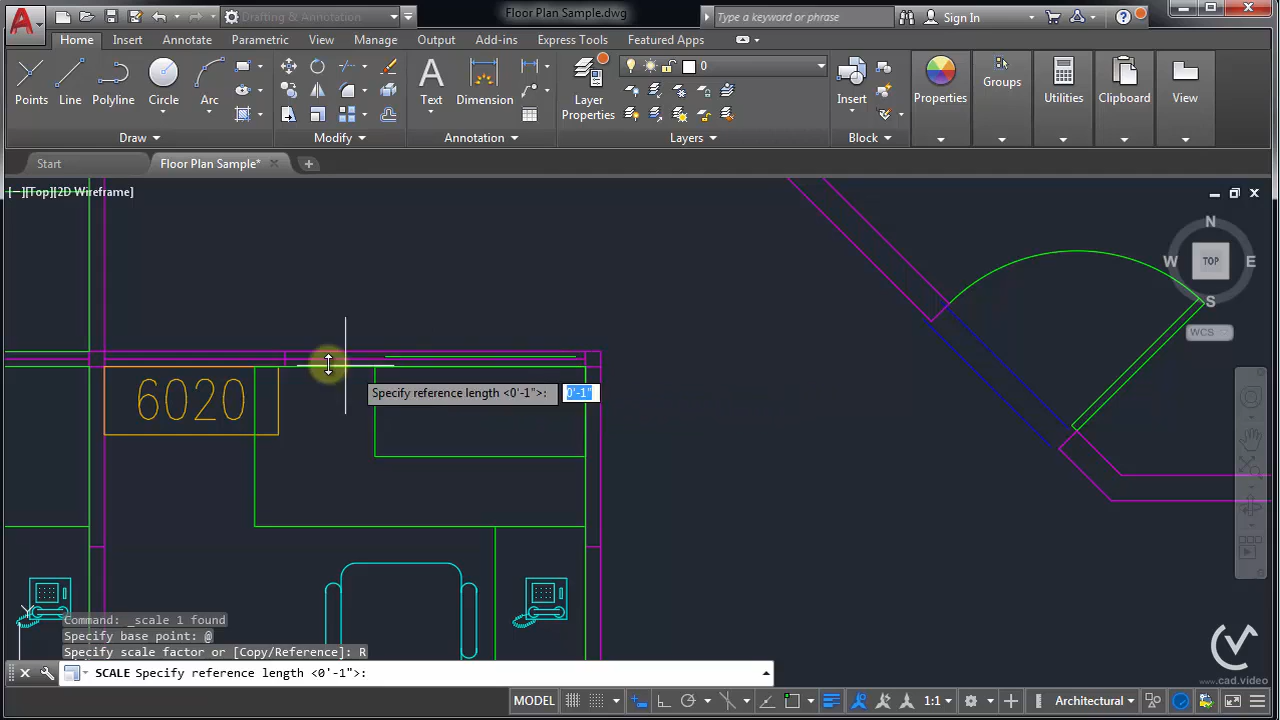 A
Drafting & Annotation
Floor Plan Sample.dwg
Type a keyword or phrase
Sign In
?
Home Insert Annotate Parametric View Manage Output Add-ins Express Tools Featured Apps
0
Points Line Polyline Circle Arc
A
Text Dimension
Layer
Properties
Insert
Properties
Groups
Utilities
Clipboard
View
Draw
Modify
Annotation
Layers
Block
Start
Floor Plan Sample*
[−][Top][2D Wireframe]
N
W TOP E
S
WCS
6020
Specify reference length <0'-1">: 0'-1"
Y
Command: _scale 1 found
Specify base point: @
Specify scale factor or [Copy/Reference]: R
SCALE Specify reference length <0'-1">:
www.cad.video
MODEL
1:1